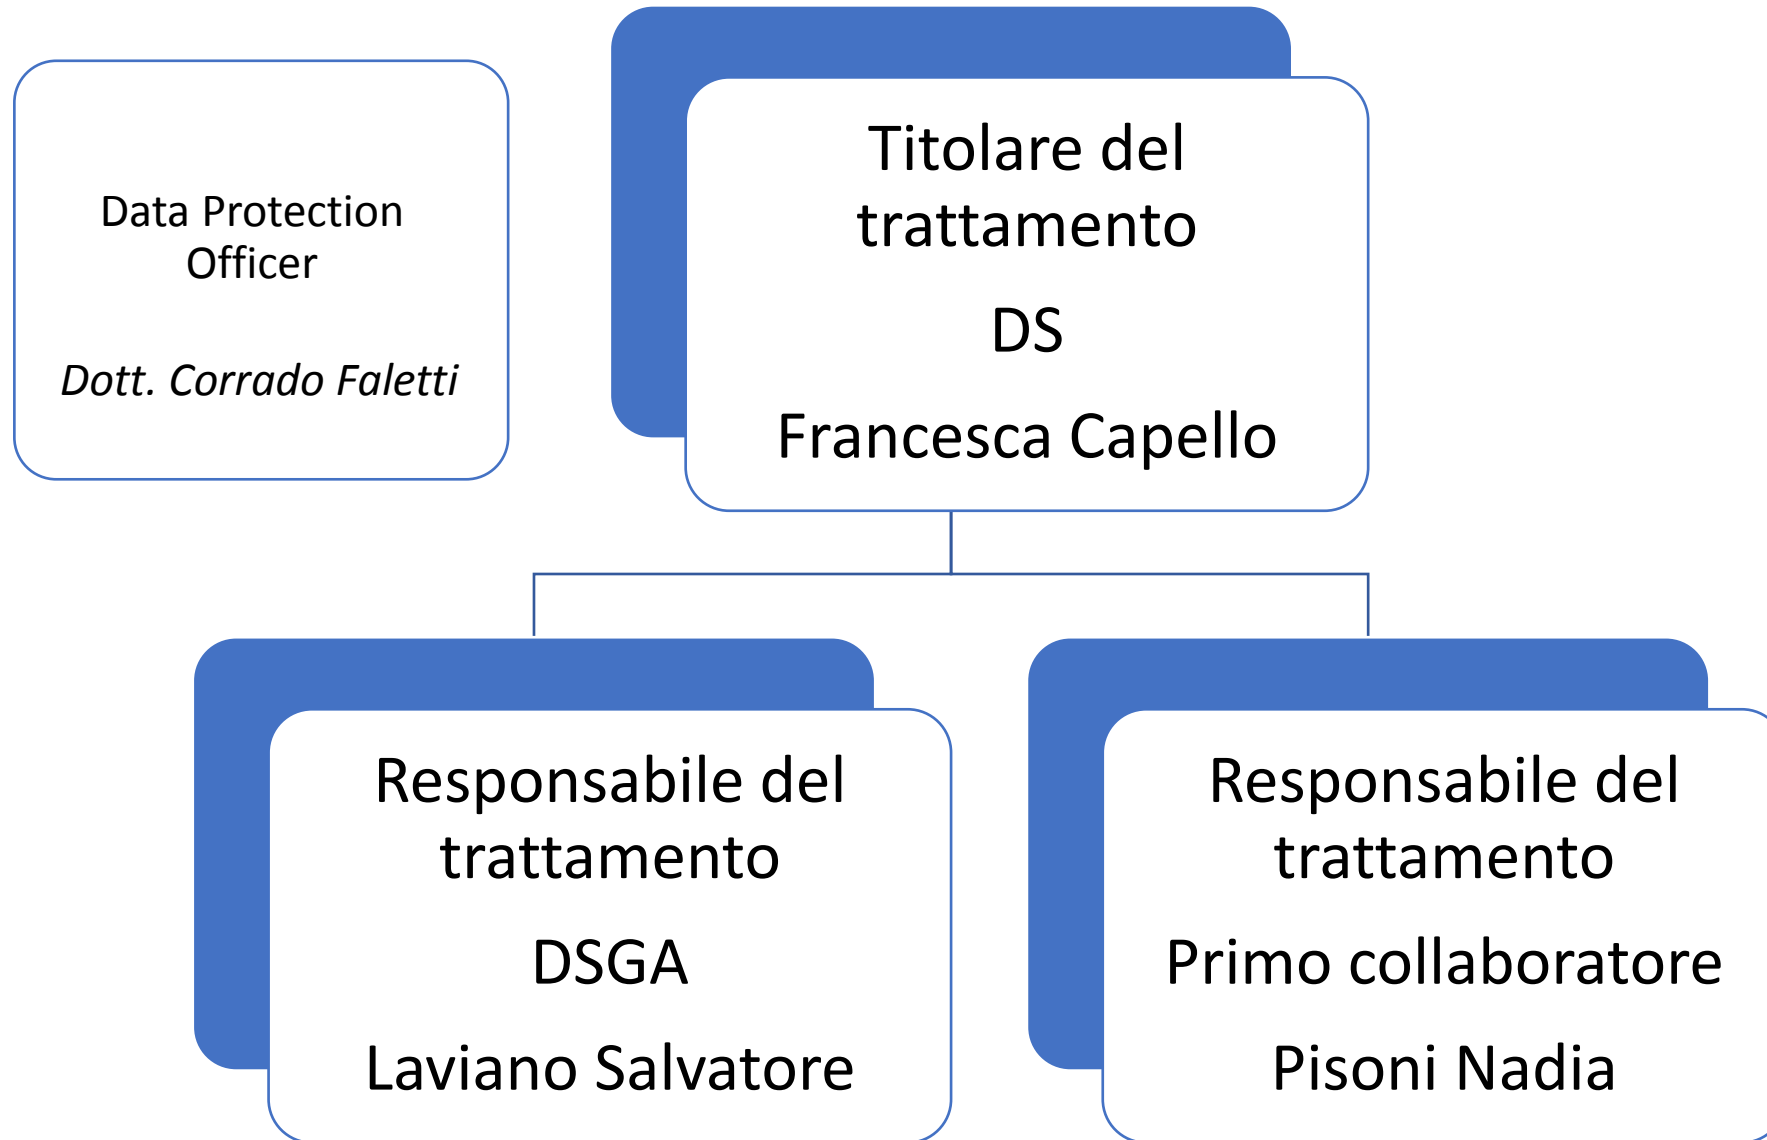 Data Protection
Officer
Dott. Corrado Faletti
Titolare del
trattamento
DS
Francesca Capello
Responsabile del
trattamento
DSGA
Laviano Salvatore
Responsabile del
trattamento
Primo collaboratore
Pisoni Nadia